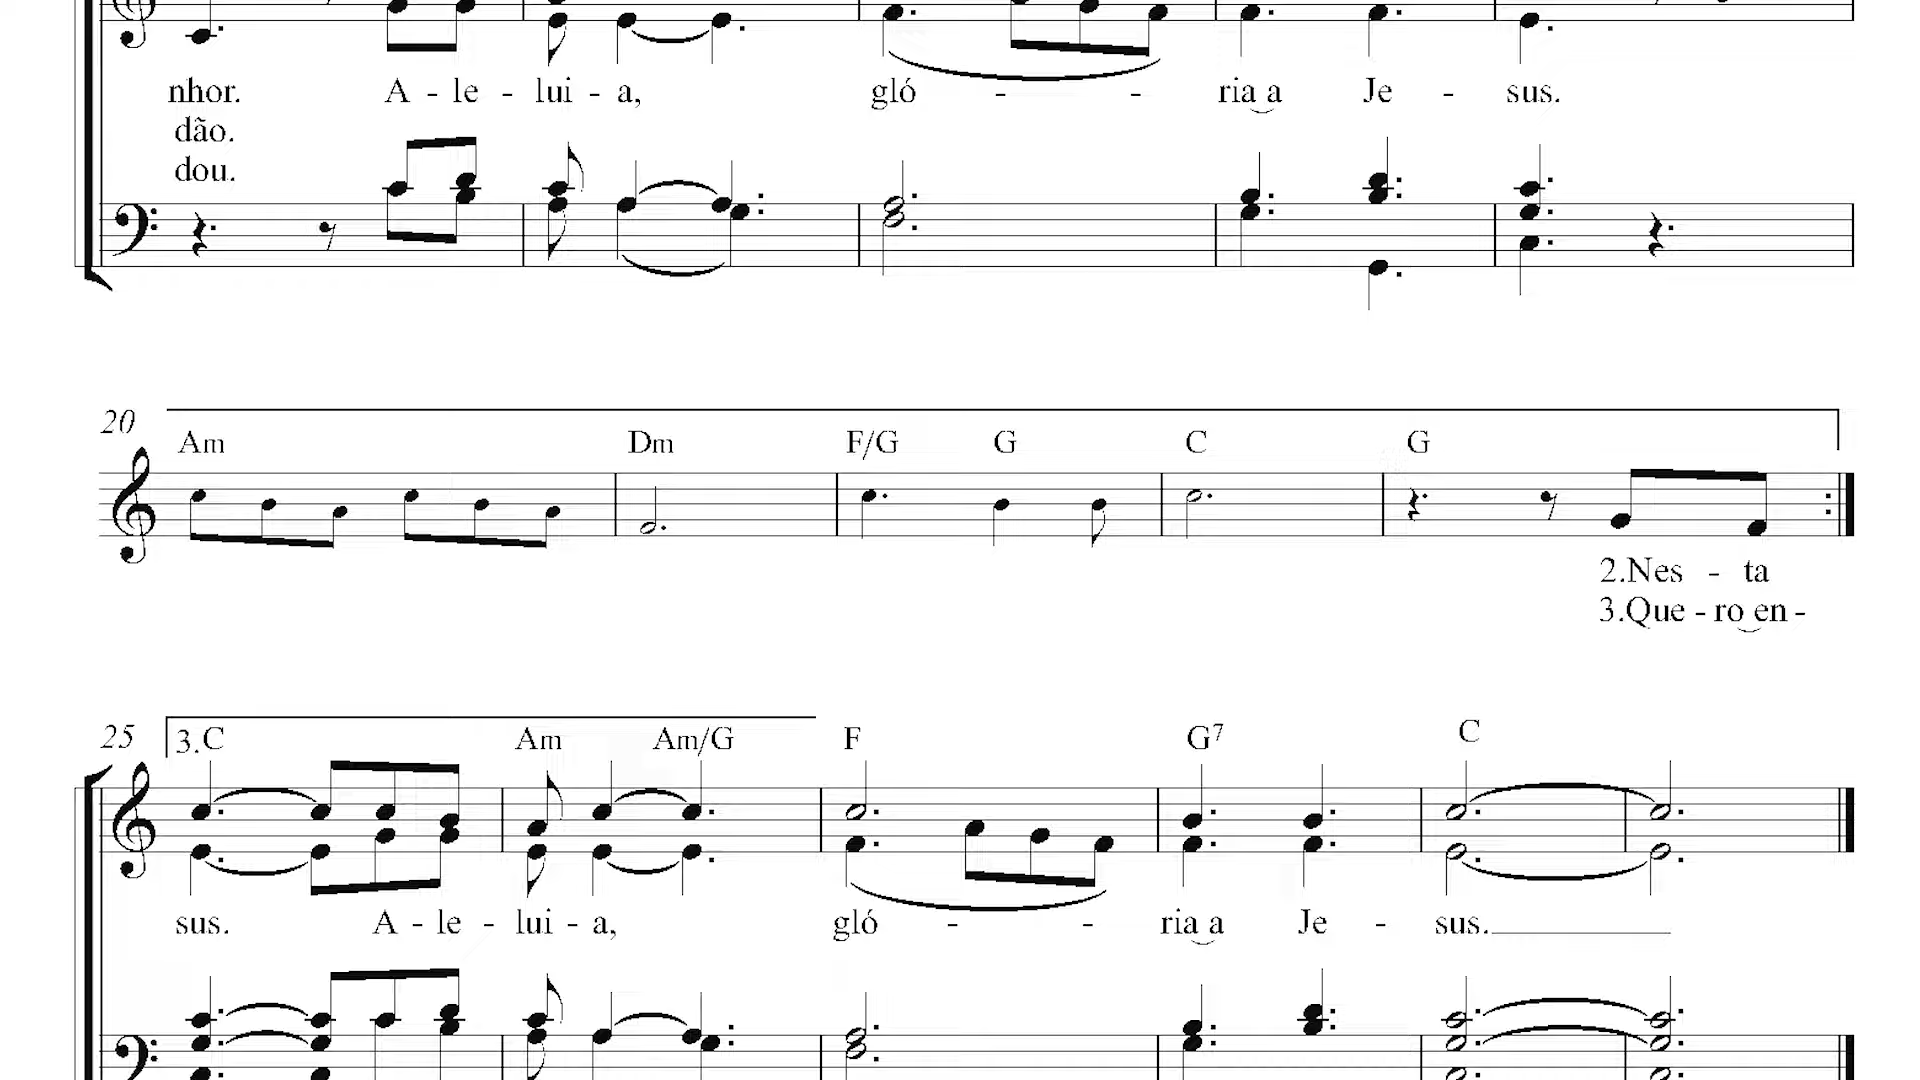 nhor. A - le - lui - a, gló - - ria a Je - sus.
dão.
dou.
20
Am Dm F/G G C G
2.Nes - ta
3.Que - ro en -
25
3.C Am Am/G F G7 C
sus. A - le - lui - a, gló - - ria a Je - sus.